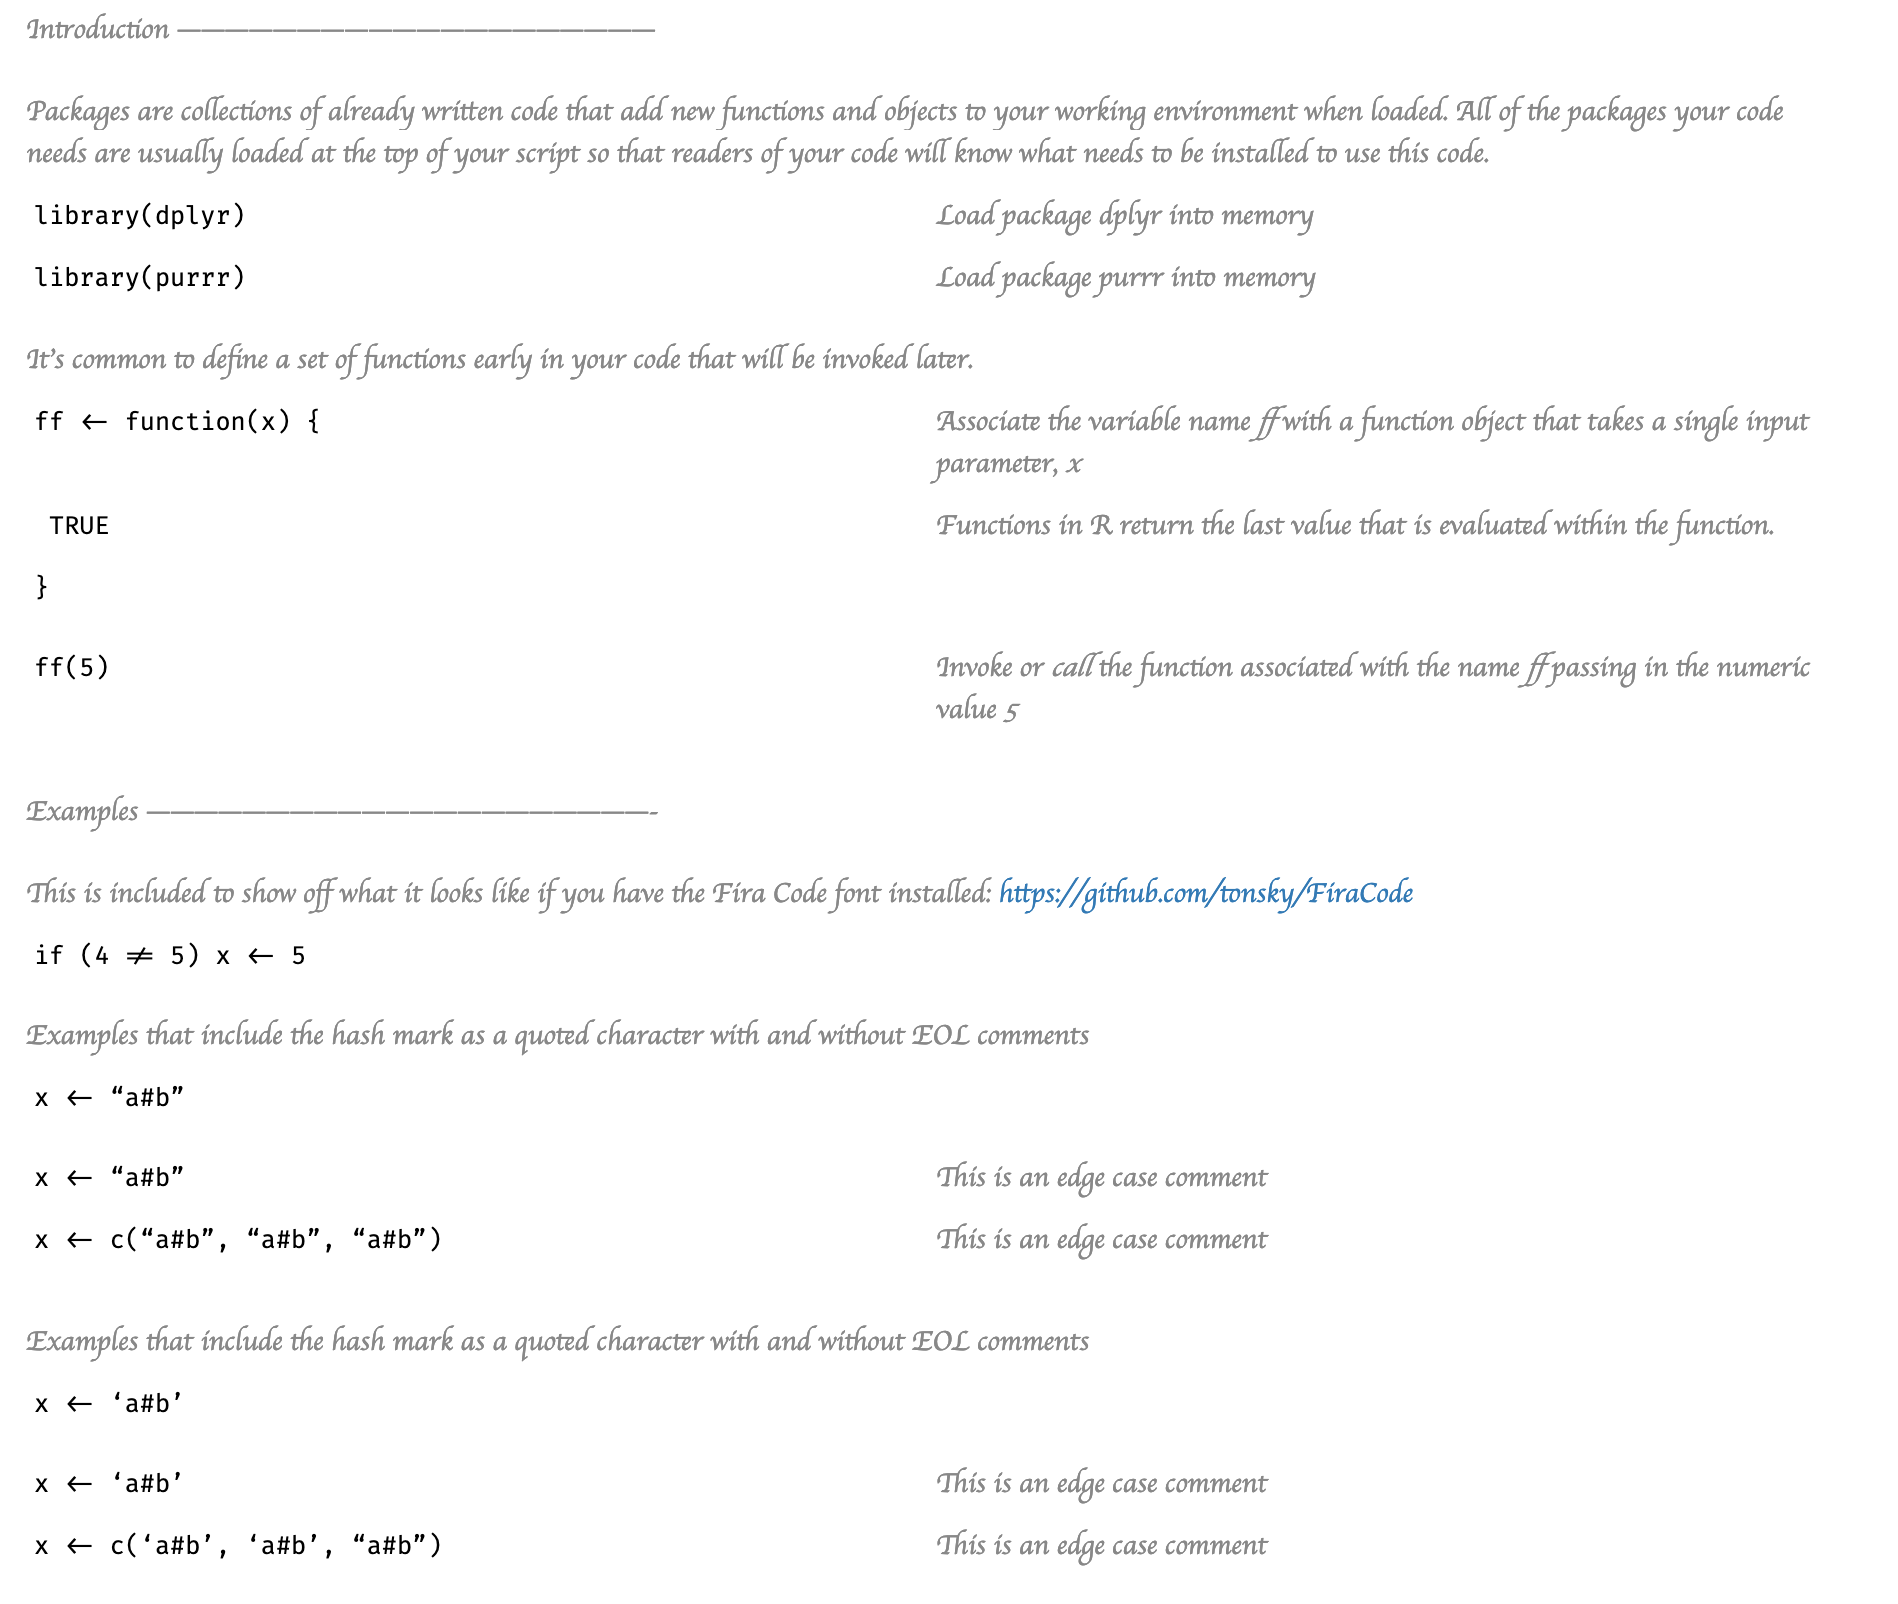 Introduction ————————————————————
Packages are collections of already written code that add new functions and objects to your working environment when loaded. All of the packages your code
needs are usually loaded at the top of your script so that readers of your code will know what needs to be installed to use this code.
library(dplyr) Load package dplyr into memory
library(purrr) Load package purrr into memory
It’s common to define a set of functions early in your code that will be invoked later.
ff ← function(x) { Associate the variable name ff with a function object that takes a single input
parameter, x
TRUE Functions in R return the last value that is evaluated within the function.
}
ff(5) Invoke or call the function associated with the name ff passing in the numeric
value 5
Examples —————————————————————-
This is included to show off what it looks like if you have the Fira Code font installed: https://github.com/tonsky/FiraCode
if (4 ≠ 5) x ← 5
Examples that include the hash mark as a quoted character with and without EOL comments
x ← “a#b”
x ← “a#b” This is an edge case comment
x ← c(“a#b”, “a#b”, “a#b”) This is an edge case comment
Examples that include the hash mark as a quoted character with and without EOL comments
x ← ‘a#b’
x ← ‘a#b’ This is an edge case comment
x ← c(‘a#b’, ‘a#b’, “a#b”) This is an edge case comment